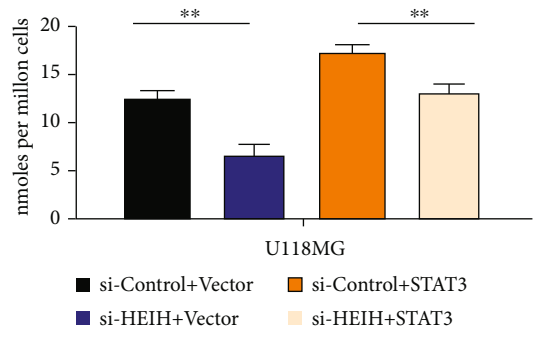 ** **
20
15
10
5
0
nmoles per millon cells
U118MG
si-Control+Vector si-Control+STAT3
si-HEIH+Vector si-HEIH+STAT3